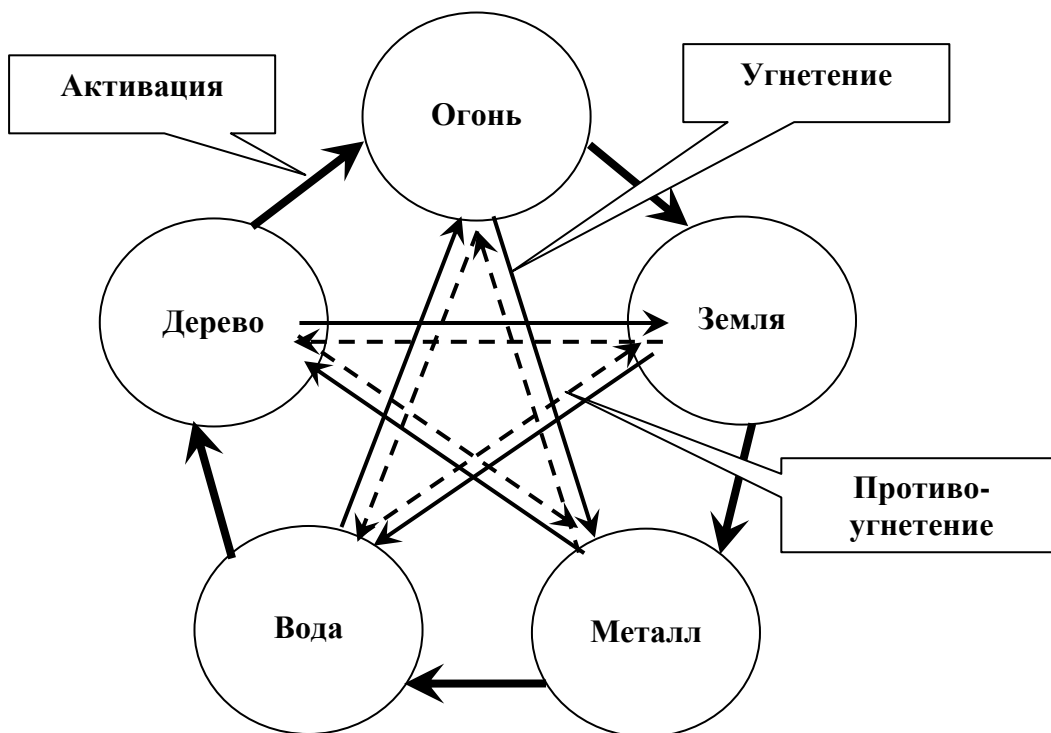 Активация
Огонь
Угнетение
Дерево
Земля
Противо-
угнетение
Вода
Металл